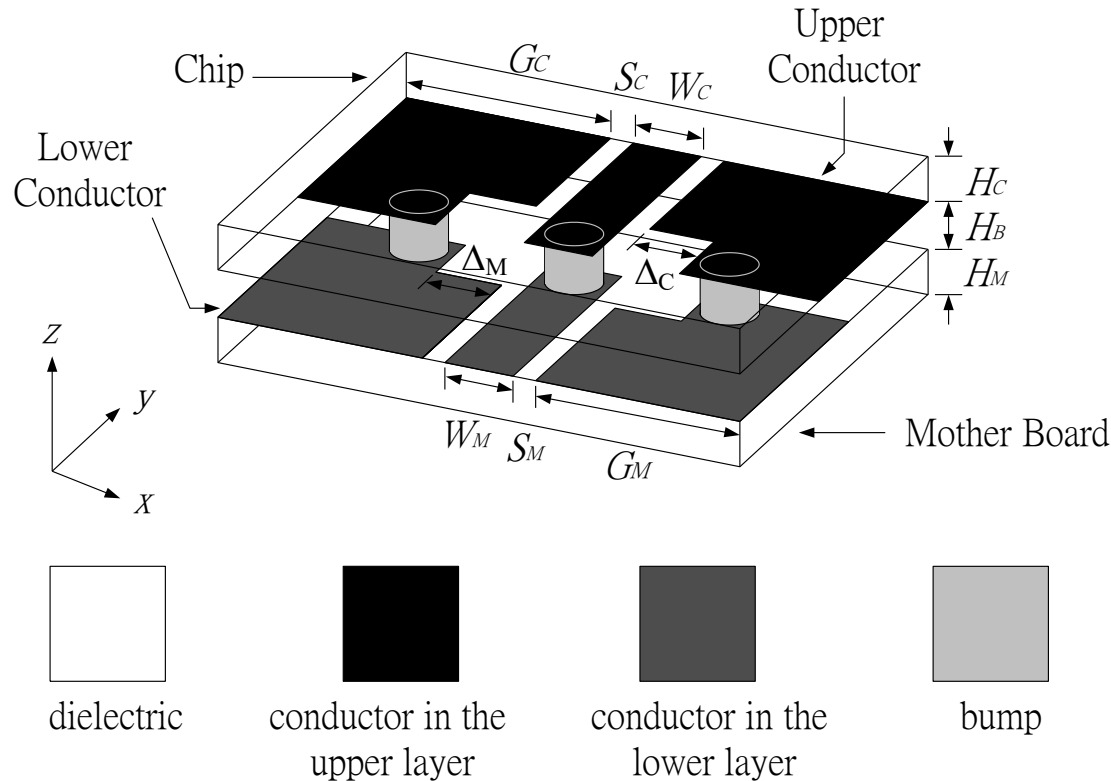 Chip
G_C
S_C
W_C
Upper
Conductor
Lower
Conductor
H_C
H_B
H_M
Δ_M
Δ_C
Z
y
x
W_M
S_M
G_M
Mother Board
dielectric
conductor in the
upper layer
conductor in the
lower layer
bump